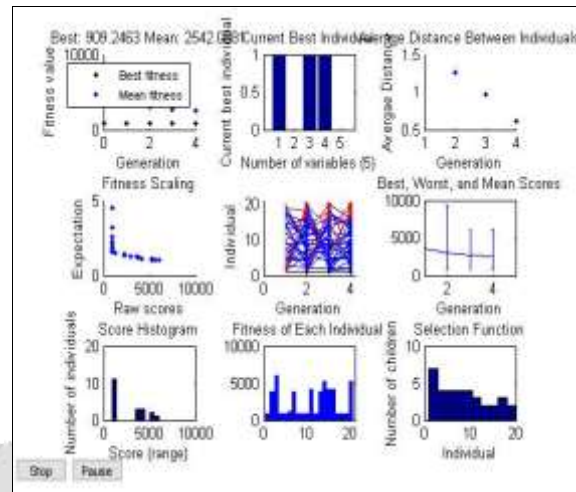 Best: 909.2463 Mean: 2542.0881
Fitness value
10000
0
Best fitness
Mean fitness
0 2 4
Generation
Current Best Individual
Current best individual
1
0.5
0
1 2 3 4 5
Number of variables (5)
Average Distance Between Individuals
Avergae Distance
1.5
1
0.5
1 2 3 4
Generation
Fitness Scaling
Expectation
5
0
0 5000 10000
Raw scores
Individual
20
10
0
0 2 4
Generation
Best, Worst, and Mean Scores
10000
5000
0
2 4
Generation
Score Histogram
Number of individuals
20
10
0
0 5000 10000
Score (range)
Fitness of Each Individual
10000
5000
0
0 10 20
Selection Function
Number of children
10
5
0
0 10 20
Individual
Stop
Pause